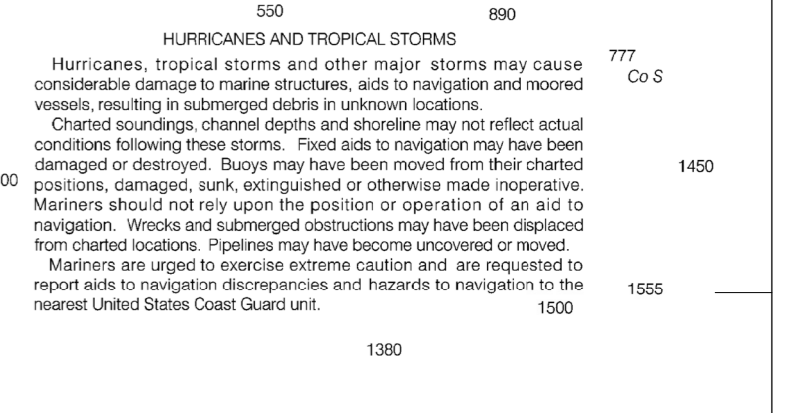 550
890
HURRICANES AND TROPICAL STORMS
Hurricanes, tropical storms and other major storms may cause
considerable damage to marine structures, aids to navigation and moored
vessels, resulting in submerged debris in unknown locations.
Charted soundings, channel depths and shoreline may not reflect actual
conditions following these storms. Fixed aids to navigation may have been
damaged or destroyed. Buoys may have been moved from their charted
positions, damaged, sunk, extinguished or otherwise made inoperative.
Mariners should not rely upon the position or operation of an aid to
navigation. Wrecks and submerged obstructions may have been displaced
from charted locations. Pipelines may have become uncovered or moved.
Mariners are urged to exercise extreme caution and are requested to
report aids to navigation discrepancies and hazards to navigation to the
nearest United States Coast Guard unit.
777
Co S
1450
00
1555
1500
1380